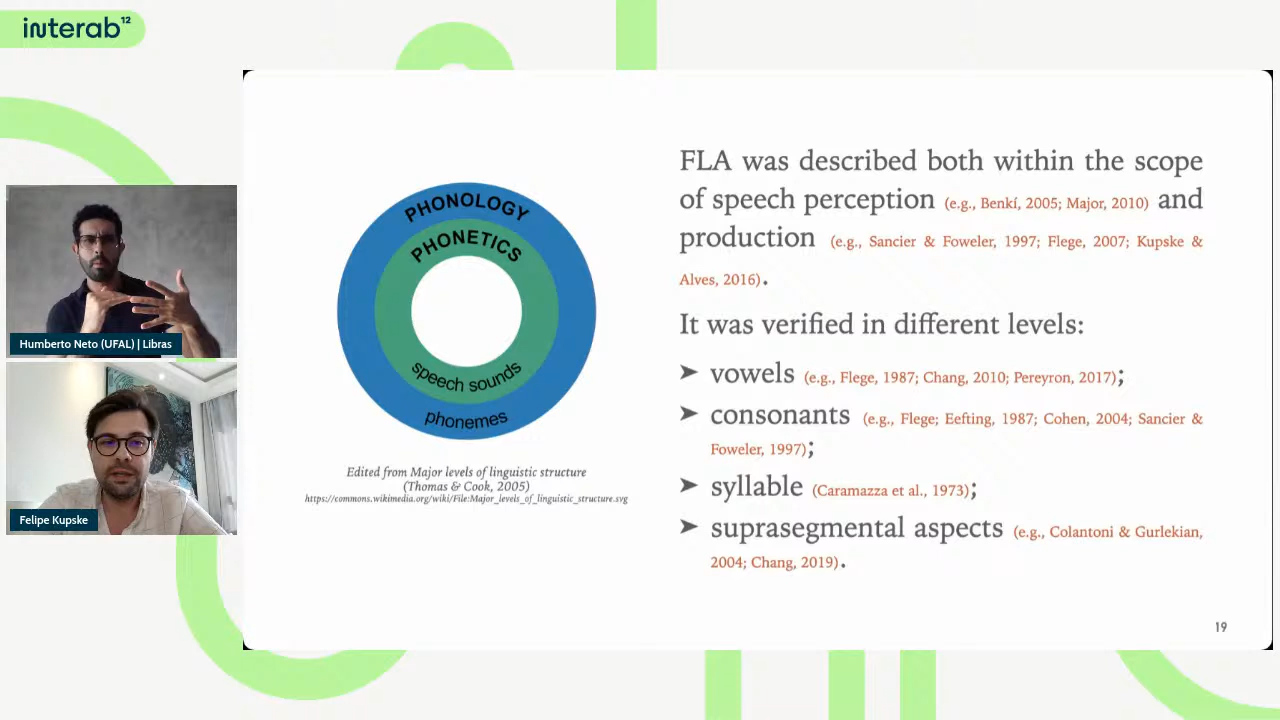 interab¹²
Humberto Neto (UFAL) | Libras
Felipe Kupske
PHONOLOGY
PHONETICS
speech sounds
phonemes
Edited from Major levels of linguistic structure
(Thomas & Cook, 2005)
https://commons.wikimedia.org/wiki/File:Major_levels_of_linguistic_structure.svg
FLA was described both within the scope
of speech perception (e.g., Benkí, 2005; Major, 2010) and
production (e.g., Sancier & Foweler, 1997; Flege, 2007; Kupske &
Alves, 2016).
It was verified in different levels:
➤ vowels (e.g., Flege, 1987; Chang, 2010; Pereyron, 2017);
➤ consonants (e.g., Flege; Eefting, 1987; Cohen, 2004; Sancier &
Foweler, 1997);
➤ syllable (Caramazza et al., 1973);
➤ suprasegmental aspects (e.g., Colantoni & Gurlekian,
2004; Chang, 2019).
19